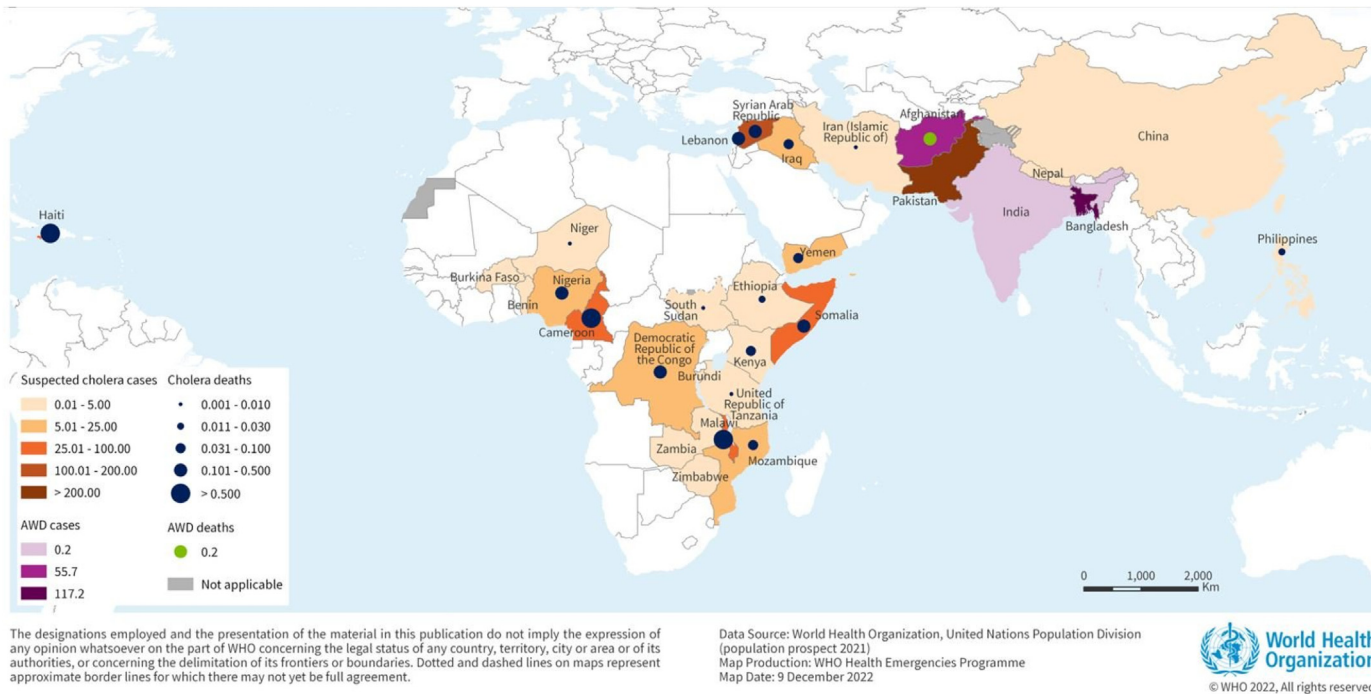 Syrian Arab
Republic
Afghanistan
Lebanon
Iran (Islamic
Republic of)
Iraq
China
Nepal
Pakistan
India
Bangladesh
Haiti
Niger
Yemen
Philippines
Burkina Faso
Nigeria
Benin
South
Sudan
Ethiopia
Somalia
Cameroon
Democratic
Republic of
the Congo
Kenya
Burundi
United
Republic of
Tanzania
Malawi
Zambia
Mozambique
Zimbabwe
Suspected cholera cases
0.01 - 5.00
5.01 - 25.00
25.01 - 100.00
100.01 - 200.00
> 200.00
AWD cases
0.2
55.7
117.2
Cholera deaths
0.001 - 0.010
0.011 - 0.030
0.031 - 0.100
0.101 - 0.500
> 0.500
AWD deaths
0.2
Not applicable
0 1,000 2,000
Km
The designations employed and the presentation of the material in this publication do not imply the expression of
any opinion whatsoever on the part of WHO concerning the legal status of any country, territory, city or area or of its
authorities, or concerning the delimitation of its frontiers or boundaries. Dotted and dashed lines on maps represent
approximate border lines for which there may not yet be full agreement.
Data Source: World Health Organization, United Nations Population Division
(population prospect 2021)
Map Production: WHO Health Emergencies Programme
Map Date: 9 December 2022
World Health
Organization
© WHO 2022, All rights reserved